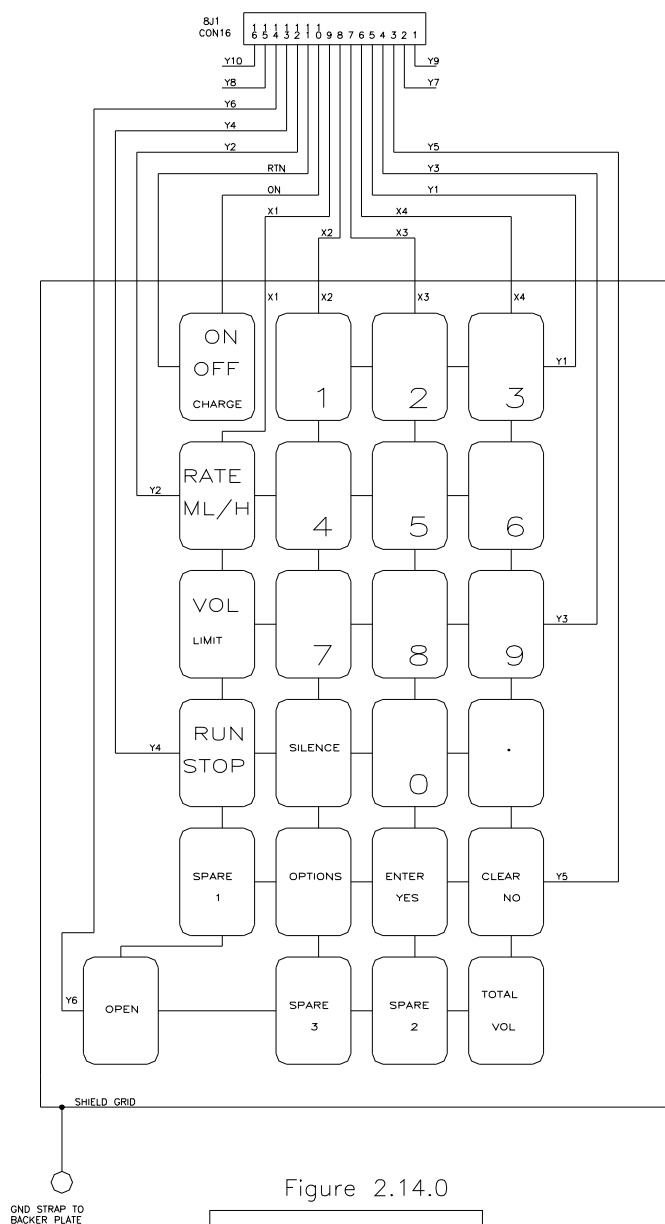 8J1
CON16
1 1 1 1 1 1 1
6 5 4 3 2 1 0 9 8 7 6 5 4 3 2 1
Y10 Y9
Y8 Y7
Y6
Y4
Y2 Y5
RTN Y3
ON Y1
X1 X4
X2 X3
X1 X2 X3 X4
ON
OFF
CHARGE
1 2 3 Y1
Y2
RATE
ML/H
4 5 6
VOL
LIMIT
7 8 9 Y3
Y4
RUN
STOP
SILENCE
0 .
SPARE
1
OPTIONS
ENTER
YES
CLEAR
NO
Y5
Y6
OPEN
SPARE
3
SPARE
2
TOTAL
VOL
SHIELD GRID
GND STRAP TO
BACKER PLATE
Figure 2.14.0